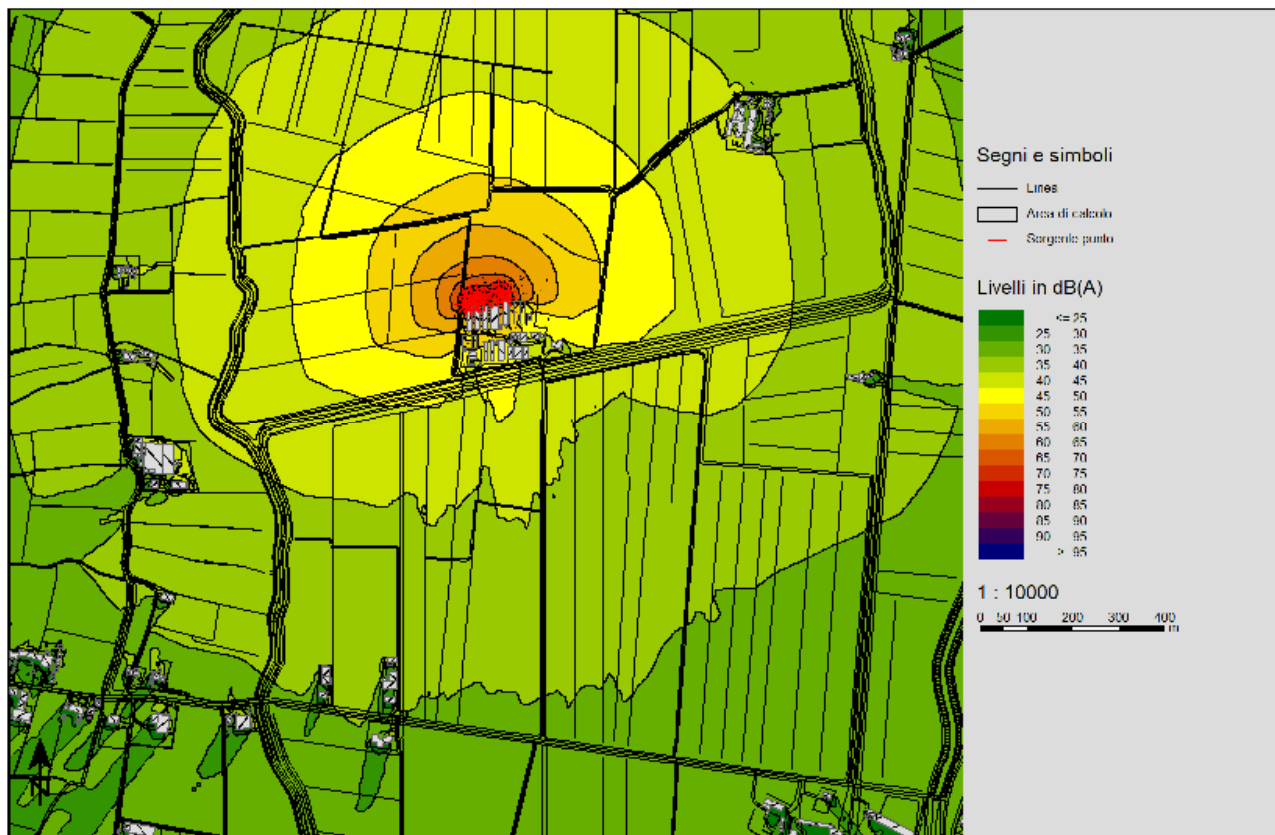 Segni e simboli
Linea
Area di calcolo
Sorgente punto
Livelli in dB(A)
<= 25
25 30
30 35
35 40
40 45
45 50
50 55
55 60
60 65
65 70
70 75
75 80
80 85
85 90
90 95
> 95
1 : 10000
0 50 100 200 300 400
m
N